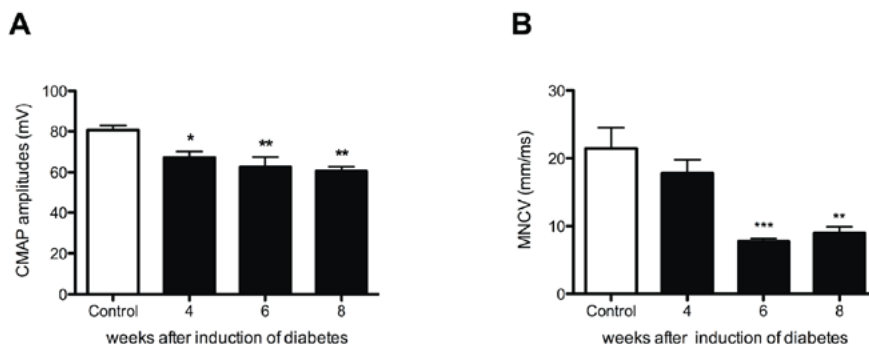 A
CMAP amplitudes (mV)
100
80
60
40
20
0
*
**
**
Control 4 6 8
weeks after induction of diabetes
B
MNCV (mm/ms)
30
20
10
0
***
**
Control 4 6 8
weeks after induction of diabetes